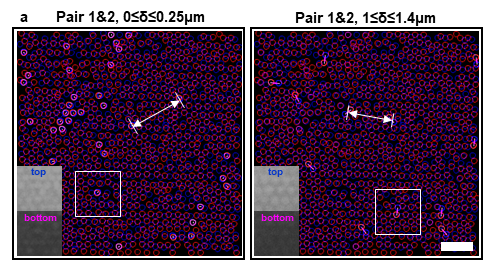 a
Pair 1&2, 0≤δ≤0.25µm
Pair 1&2, 1≤δ≤1.4µm
top
bottom
top
bottom